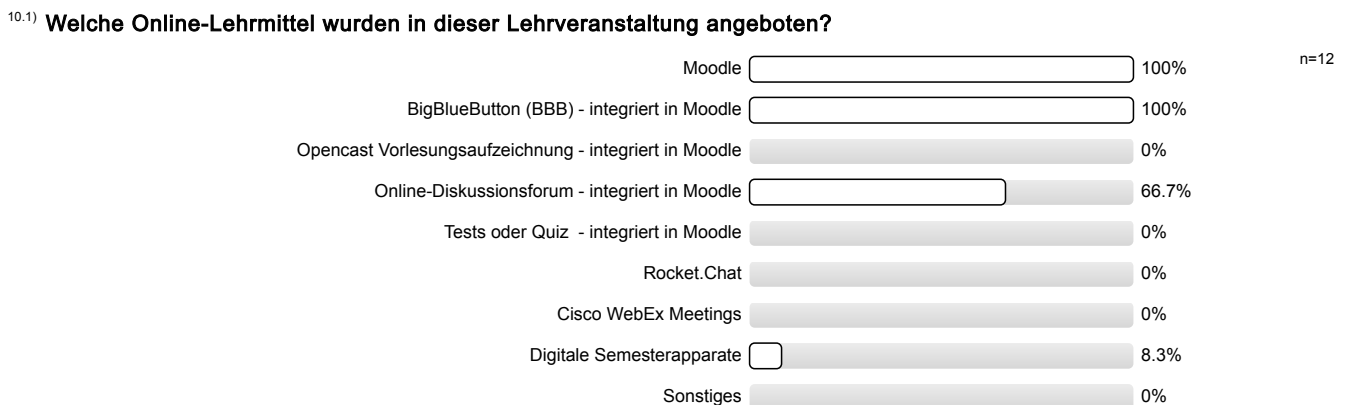 10.1) Welche Online-Lehrmittel wurden in dieser Lehrveranstaltung angeboten?
n=12
Moodle 100%
BigBlueButton (BBB) - integriert in Moodle 100%
Opencast Vorlesungsaufzeichnung - integriert in Moodle 0%
Online-Diskussionsforum - integriert in Moodle 66.7%
Tests oder Quiz - integriert in Moodle 0%
Rocket.Chat 0%
Cisco WebEx Meetings 0%
Digitale Semesterapparate 8.3%
Sonstiges 0%